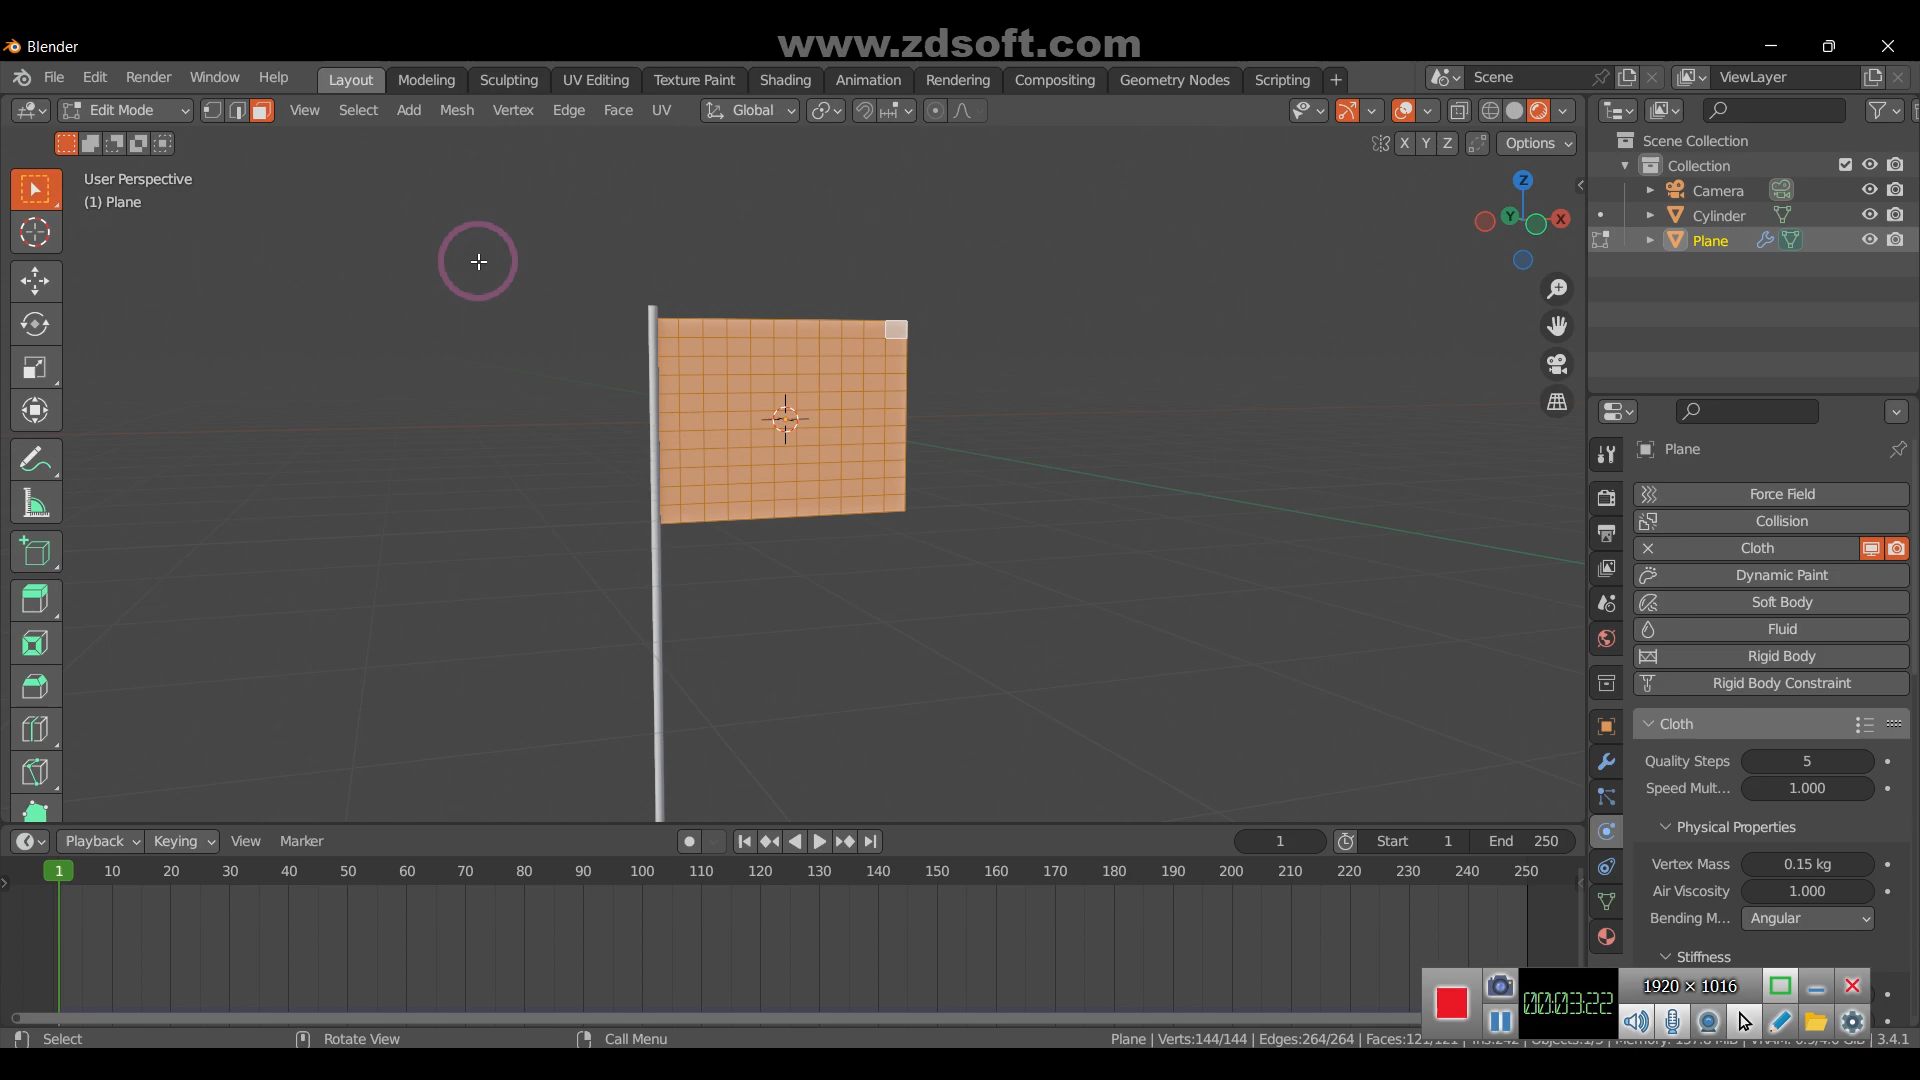 www.zdsoft.com
Blender
File Edit Render Window Help
Layout Modeling Sculpting UV Editing Texture Paint Shading Animation Rendering Compositing Geometry Nodes Scripting +
Scene ViewLayer
Edit Mode View Select Add Mesh Vertex Edge Face UV Global
X Y Z Options
User Perspective
(1) Plane
Z
Y X
Scene Collection
Collection
Camera
Cylinder
Plane
Plane
Force Field
Collision
Cloth
Dynamic Paint
Soft Body
Fluid
Rigid Body
Rigid Body Constraint
Cloth
Quality Steps 5
Speed Mult... 1.000
Physical Properties
Vertex Mass 0.15 kg
Air Viscosity 1.000
Bending M... Angular
Stiffness
Playback Keying View Marker 1 Start 1 End 250
1 10 20 30 40 50 60 70 80 90 100 110 120 130 140 150 160 170 180 190 200 210 220 230 240 250
1920 × 1016
00:03:22
Select Rotate View Call Menu Plane | Verts:144/144 | Edges:264/264 3.4.1